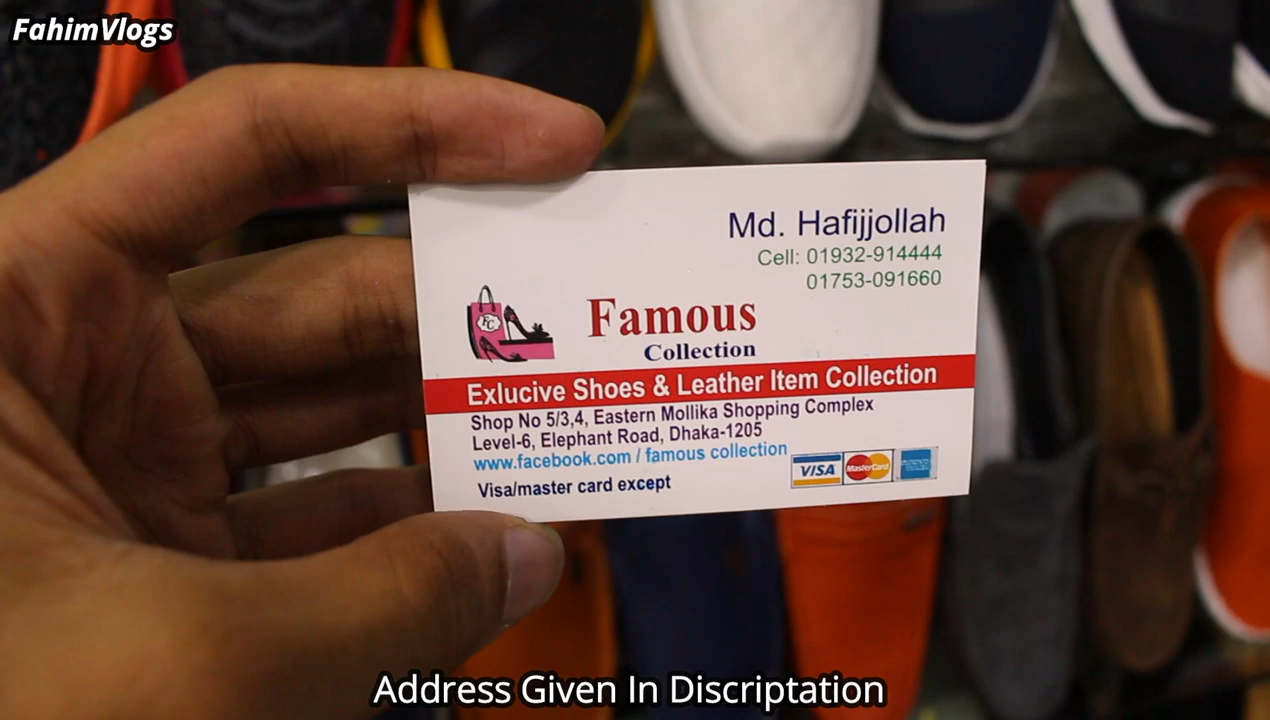 FahimVlogs
Md. Hafijjollah
Cell: 01932-914444
01753-091660
FC
Famous
Collection
Exlucive Shoes & Leather Item Collection
Shop No 5/3,4, Eastern Mollika Shopping Complex
Level-6, Elephant Road, Dhaka-1205
www.facebook.com / famous collection
VISA MasterCard
Visa/master card except
Address Given In Discriptation